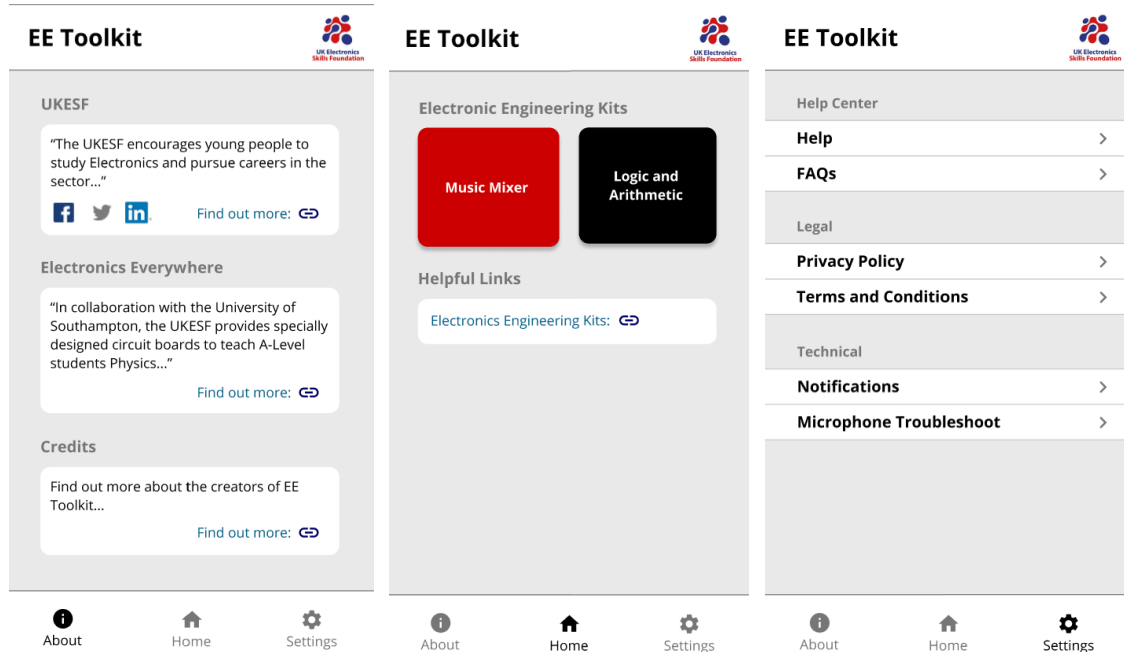 EE Toolkit
UK Electronics
Skills Foundation
UKESF
“The UKESF encourages young people to
study Electronics and pursue careers in the
sector...”
f
in
Find out more:
Electronics Everywhere
“In collaboration with the University of
Southampton, the UKESF provides specially
designed circuit boards to teach A-Level
students Physics...”
Find out more:
Credits
Find out more about the creators of EE
Toolkit...
Find out more:
About
Home
Settings
EE Toolkit
UK Electronics
Skills Foundation
Electronic Engineering Kits
Music Mixer
Logic and
Arithmetic
Helpful Links
Electronics Engineering Kits:
About
Home
Settings
EE Toolkit
UK Electronics
Skills Foundation
Help Center
Help
FAQs
Legal
Privacy Policy
Terms and Conditions
Technical
Notifications
Microphone Troubleshoot
About
Home
Settings